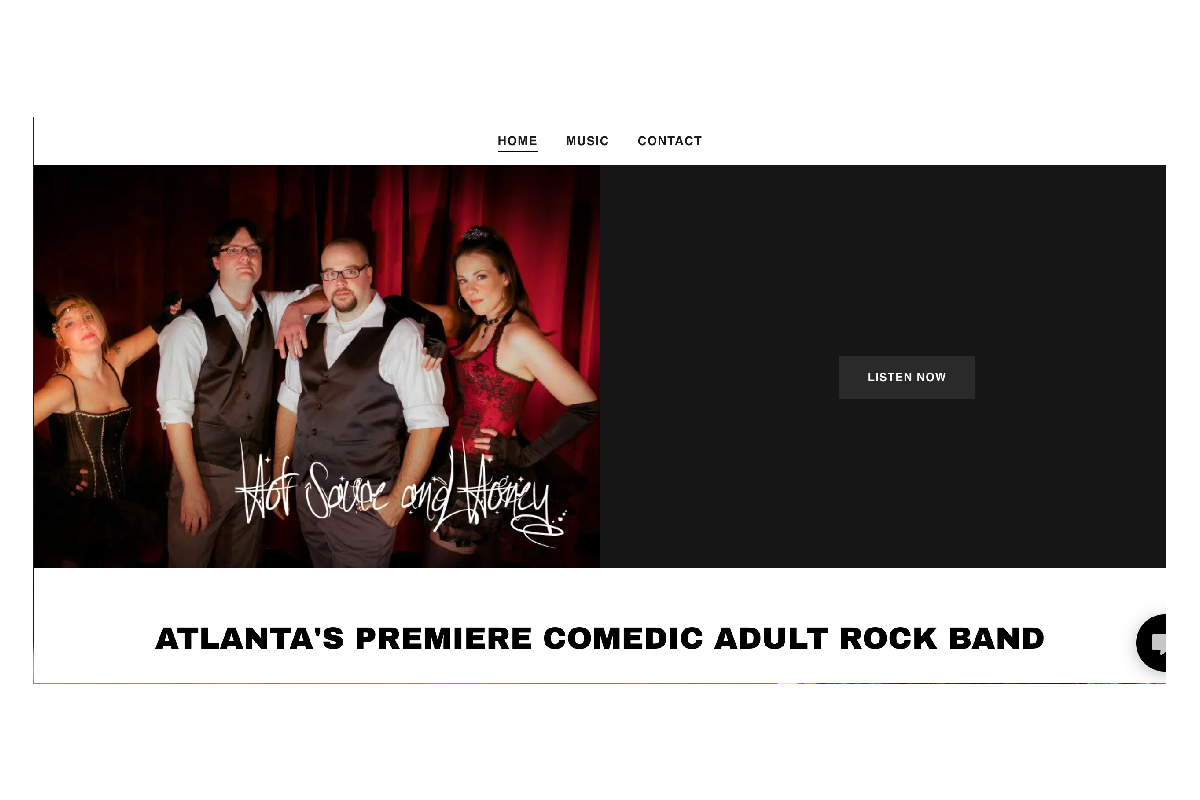 HOME MUSIC CONTACT
Hot Sauce and Honey
LISTEN NOW
ATLANTA'S PREMIERE COMEDIC ADULT ROCK BAND